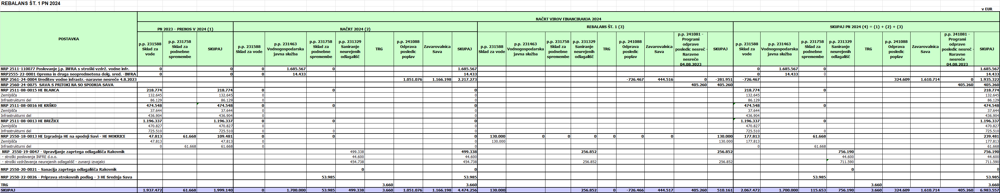 REBALANS ŠT. 1 PN 2024
v EUR
POSTAVKA
NAČRT VIROV FINANCIRANJA 2024
PN 2023 - PRENOS V 2024 (1) NAČRT 2024 (2) REBALANS ŠT. 1 (3) SKUPAJ PN 2024 (4) = (1) + (2) + (3)
p.p. 231588 Sklad za vode p.p. 231758 Sklad za podnebne spremembe SKUPAJ p.p. 231588 Sklad za vode p.p. 231463 Vodnogospodarska javna služba p.p. 231758 Sklad za podnebne spremembe p.p. 231329 Saniranje neurejenih odlagališč TRG p.p. 241088 Odprava posledic poplav Zavarovalnica Sava SKUPAJ p.p. 231588 Sklad za vode p.p. 231463 Vodnogospodarska javna služba p.p. 231758 Sklad za podnebne spremembe p.p. 231329 Saniranje neurejenih odlagališč TRG p.p. 241088 Odprava posledic poplav Zavarovalnica Sava p.p. 241081 - Programi odprave posledic nesreč - Naravne nesreče 04.08.2023 SKUPAJ p.p. 231588 Sklad za vode p.p. 231463 Vodnogospodarska javna služba p.p. 231758 Sklad za podnebne spremembe p.p. 231329 Saniranje neurejenih odlagališč TRG p.p. 241088 Odprava posledic poplav Zavarovalnica Sava p.p. 241081 - Programi odprave posledic nesreč - Naravne nesreče 04.08.2023 SKUPAJ
NRP 2511-110077 Poslovanje j.p. INFRA s stroški vzdrž. vodne infr. 0 0 0 1.685.567 0 1.685.567 0 1.685.567 0 1.685.567
NRP2555-22-0001 Oprema in druga neopredmetena dolg. sred. -INFRA 0 0 0 14.433 14.433 0 14.433 0 14.433
NRP 2561-24-0004 Ureditev vodne infrastr.-naravne nesreče 4.8.2023 1.051.076 1.166.198 2.217.273 -726.467 444.516 0 -281.951 -726.467 324.609 1.610.714 0 1.935.322
NRP 2560-24-0075 SAVA S PRITOKI NA SO SPODNJA SAVA 405.260 405.260 405.260 405.260
NRP 2511-08-0015 HE BLANCA 218.774 218.774 0 0 0 218.774 0 218.774
Zemljišča 132.645 132.645 0 0 132.645 132.645
Infrastrukturni del 86.129 86.129 0 0 86.129 86.129
NRP 2511-08-0016 HE KRŠKO 474.548 474.548 0 0 0 474.548 0 474.548
Zemljišča 37.644 37.644 0 0 37.644 37.644
Infrastrukturni del 436.904 436.904 0 0 436.904 436.904
NRP 2511-08-0013 HE BREŽICE 1.196.337 1.196.337 0 0 0 1.196.337 0 1.196.337
Zemljišča 470.827 470.827 0 0 470.827 470.827
Infrastrukturni del 725.510 725.510 0 0 0 725.510 0 725.510
NRP 2550-18-0013 HE Izgradnja HE na spodnji Savi - HE MOKRICE 47.813 61.668 109.481 0 0 0 130.000 0 0 0 0 0 0 130.000 177.813 61.668 239.481
Zemljišča 47.813 47.813 0 0 130.000 130.000 177.813 177.813
Infrastrukturni del 0 61.668 61.668 0 0 61.668 61.668
NRP 2550-19-0047 - Upravljanje zaprtega odlagališča Rakovnik 499.338 499.338 256.852 256.852 756.190 756.190
- stroški poslovanja INFRE d.o.o. 44.600 44.600 44.600 44.600
- stroški vzdrževanja neurejenih odlagališč - zunanji izvajalci 454.738 454.738 256.852 256.852 711.590 711.590
NRP 2550-20-0021 - Sanacija zaprtega odlagališča Rakovnik 0 0 0 0
NRP 2550-22-0026 - Priprava strokovnih podlag - 3 HE Srednja Sava 53.985 53.985 53.985 53.985
TRG 3.660 3.660 3.660 3.660
SKUPAJ 1.937.472 61.668 1.999.140 0 1.700.000 53.985 499.338 3.660 1.051.076 1.166.198 4.474.256 130.000 256.852 0 -726.466 444.517 405.260 510.161 2.067.472 1.700.000 115.653 756.190 3.660 324.609 1.610.714 405.260 6.983.557